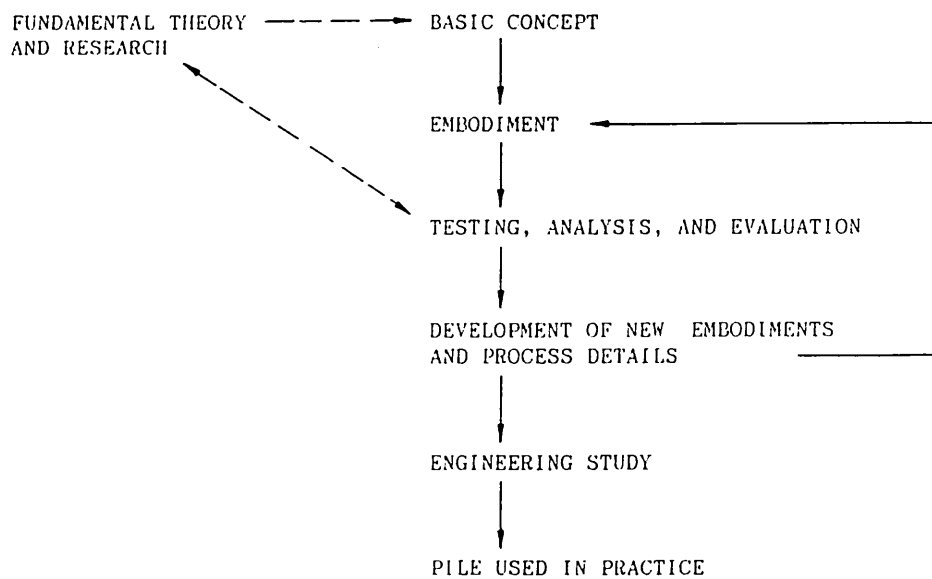 FUNDAMENTAL THEORY
AND RESEARCH
BASIC CONCEPT
EMBODIMENT
TESTING, ANALYSIS, AND EVALUATION
DEVELOPMENT OF NEW EMBODIMENTS
AND PROCESS DETAILS
ENGINEERING STUDY
PILE USED IN PRACTICE